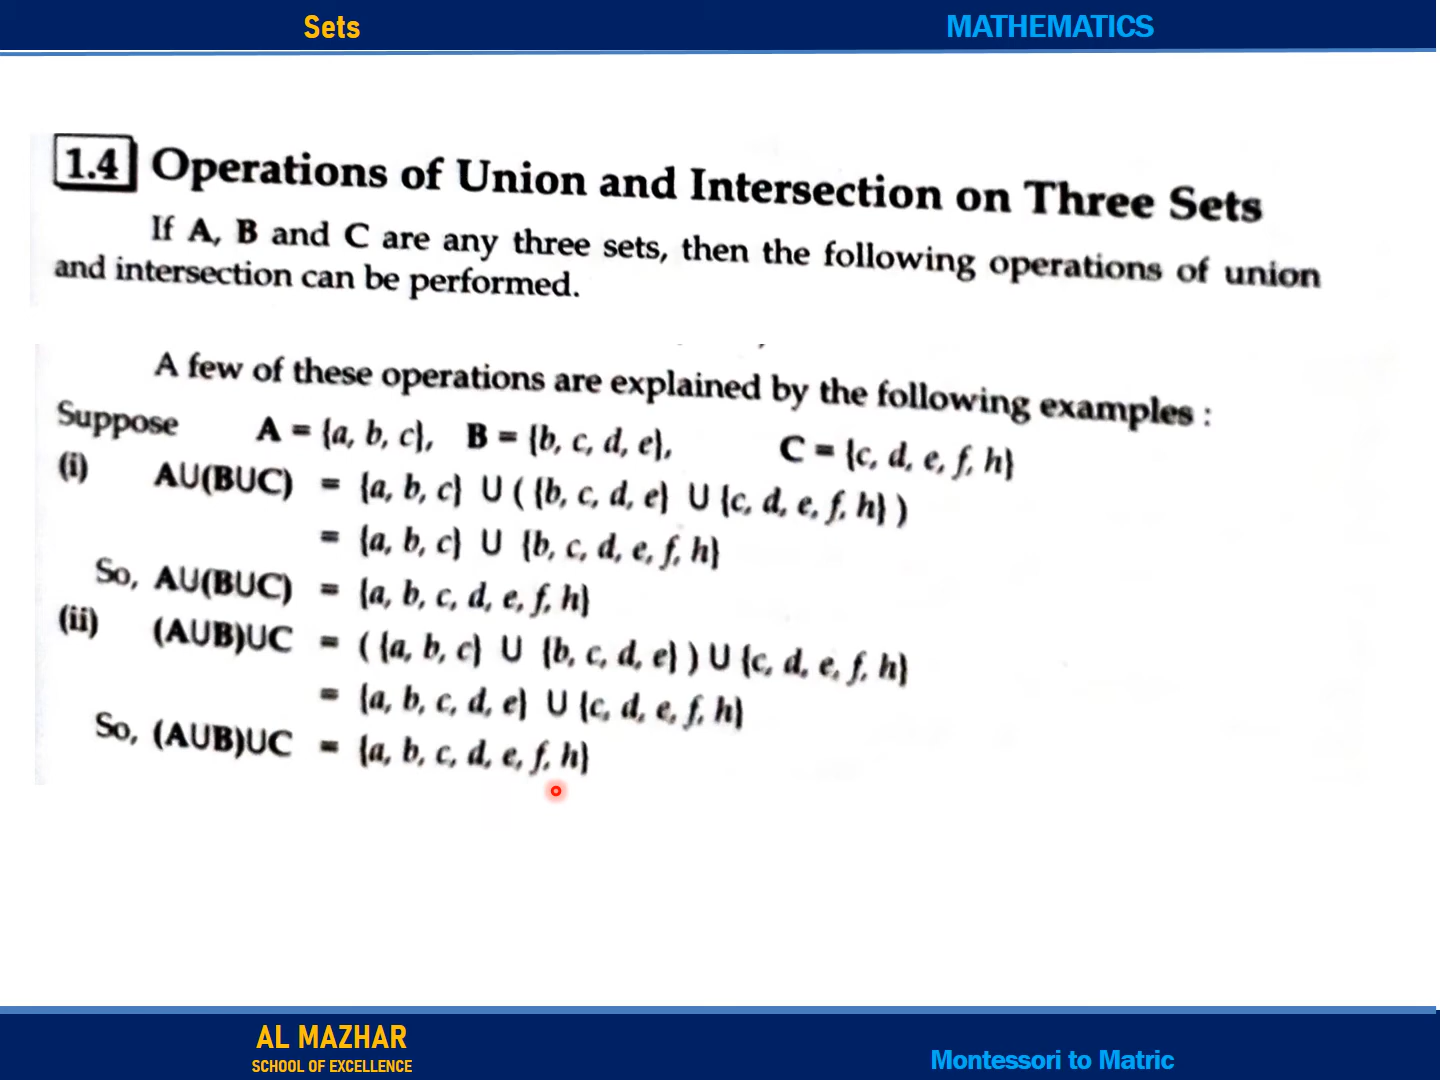 Sets
MATHEMATICS
1.4 Operations of Union and Intersection on Three Sets
If A, B and C are any three sets, then the following operations of union
and intersection can be performed.
A few of these operations are explained by the following examples :
Suppose A = {a, b, c}, B = {b, c, d, e}, C = {c, d, e, f, h}
(i) AU(BUC) = {a, b, c} U ( {b, c, d, e} U {c, d, e, f, h} )
= {a, b, c} U {b, c, d, e, f, h}
So, AU(BUC) = {a, b, c, d, e, f, h}
(ii) (AUB)UC = ( {a, b, c} U {b, c, d, e} ) U {c, d, e, f, h}
= {a, b, c, d, e} U {c, d, e, f, h}
So, (AUB)UC = {a, b, c, d, e, f, h}
AL MAZHAR
SCHOOL OF EXCELLENCE
Montessori to Matric